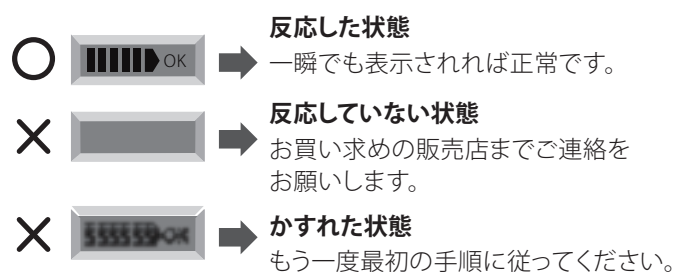 反応した状態
OK
一瞬でも表示されれば正常です。
反応していない状態
お買い求めの販売店までご連絡を
お願いします。
かすれた状態
もう一度最初の手順に従ってください。